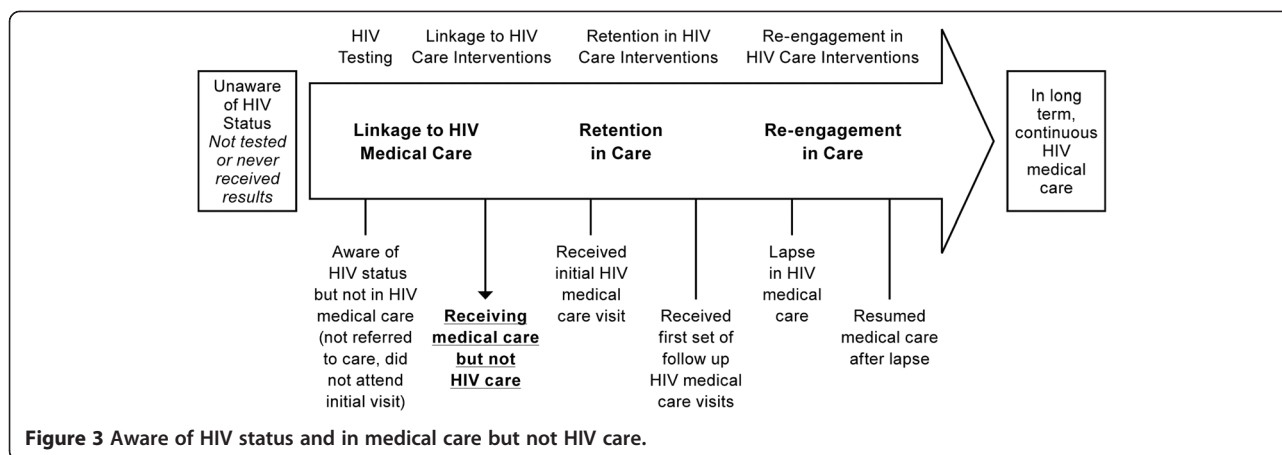 HIV
Testing
Linkage to HIV
Care Interventions
Retention in HIV
Care Interventions
Re-engagement in
HIV Care Interventions
Unaware
of HIV
Status
Not tested
or never
received
results
Linkage to HIV
Medical Care
Retention
in Care
Re-engagement
in Care
In long
term,
continuous
HIV
medical
care
Aware of
HIV status
but not in HIV
medical care
(not referred
to care, did
not attend
initial visit)
Receiving
medical care
but not
HIV care
Received
initial HIV
medical
care visit
Received
first set of
follow up
HIV medical
care visits
Lapse
in HIV
medical
care
Resumed
medical care
after lapse
Figure 3 Aware of HIV status and in medical care but not HIV care.